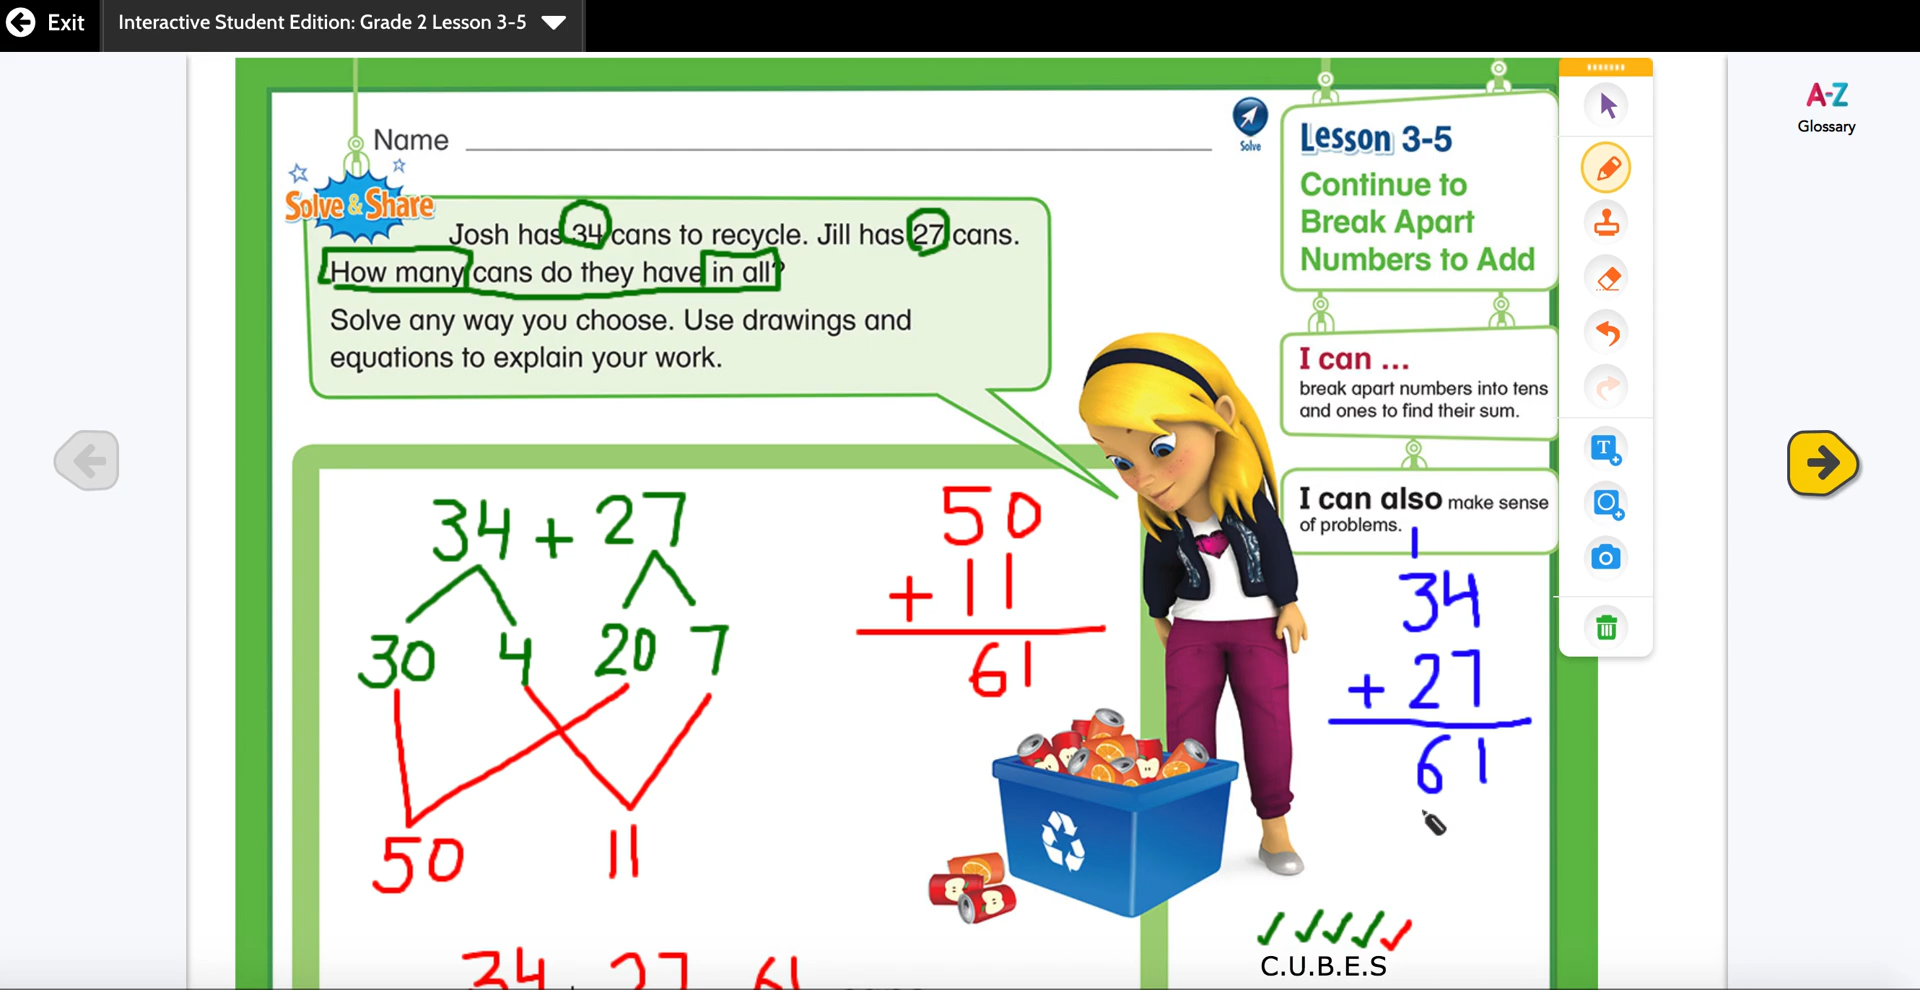 Exit
Interactive Student Edition: Grade 2 Lesson 3-5
A-Z
Glossary
Name
Solve
Solve & Share
Josh has 34 cans to recycle. Jill has 27 cans.
How many cans do they have in all?
Solve any way you choose. Use drawings and
equations to explain your work.
Lesson 3-5
Continue to
Break Apart
Numbers to Add
I can ...
break apart numbers into tens
and ones to find their sum.
I can also make sense
of problems.
34 + 27
30 4 20 7
50 11
50
+ 11
61
1
34
+ 27
61
34 + 27 61
C.U.B.E.S
T